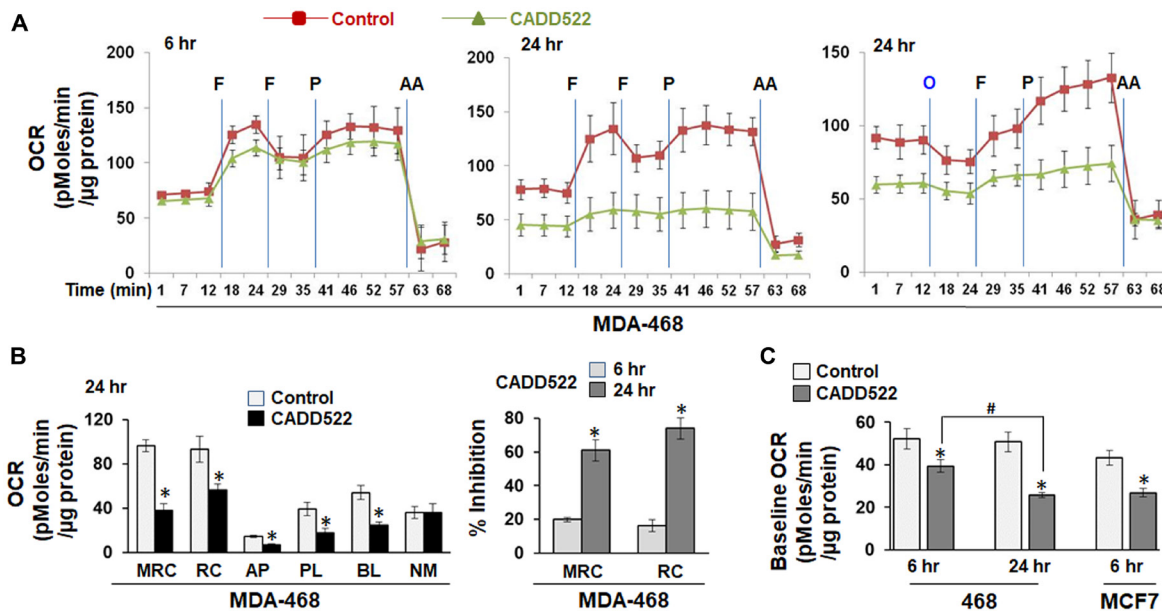 A
Control
CADD522
6 hr
24 hr
24 hr
OCR
(pMoles/min
/µg protein)
200
150
100
50
0
F
F
P
AA
200
150
100
50
0
F
F
P
AA
150
100
50
0
O
F
P
AA
Time (min)
1 7 12 18 24 29 35 41 46 52 57 63 68
1 7 12 18 24 29 35 41 46 52 57 63 68
1 7 12 18 24 29 35 41 46 52 57 63 68
MDA-468
B
24 hr
Control
CADD522
OCR
(pMoles/min
/µg protein)
120
80
40
0
*
*
*
*
*
MRC RC AP PL BL NM
MDA-468
CADD522
6 hr
24 hr
% Inhibition
80
60
40
20
0
*
*
MRC RC
MDA-468
C
Control
CADD522
Baseline OCR
(pMoles/min
/µg protein)
60
40
20
0
#
*
*
*
6 hr 24 hr 6 hr
468 MCF7